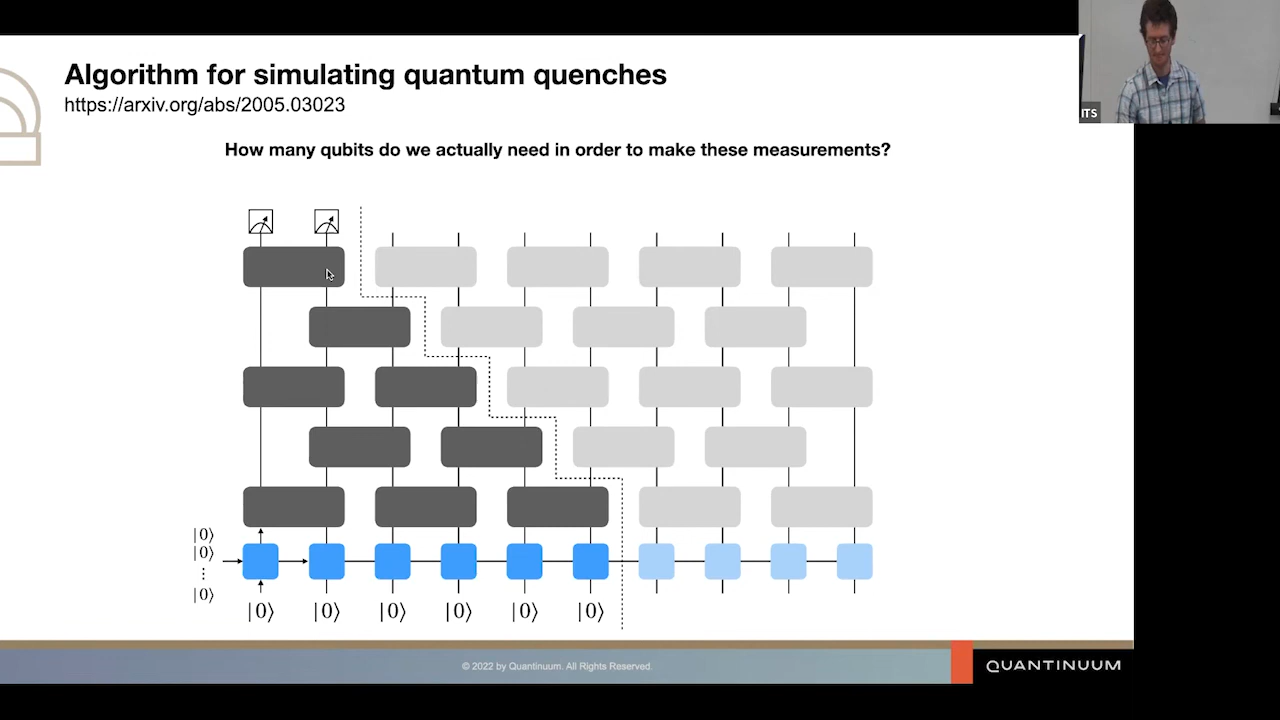 Algorithm for simulating quantum quenches
https://arxiv.org/abs/2005.03023
How many qubits do we actually need in order to make these measurements?
ITS
|0⟩
|0⟩
⋮
|0⟩
|0⟩ |0⟩ |0⟩ |0⟩ |0⟩ |0⟩
© 2022 by Quantinuum. All Rights Reserved.
QUANTINUUM